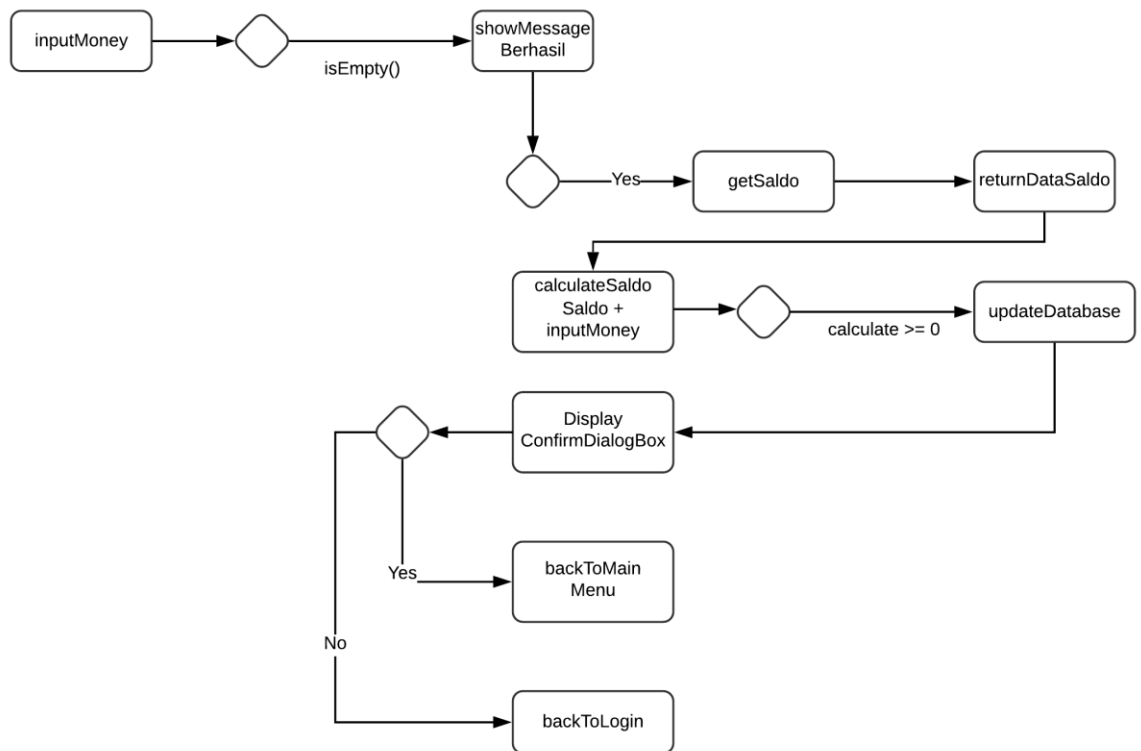 inputMoney
showMessage
Berhasil
isEmpty()
Yes
getSaldo
returnDataSaldo
calculateSaldo
Saldo +
inputMoney
calculate >= 0
updateDatabase
Display
ConfirmDialogBox
Yes
backToMain
Menu
No
backToLogin